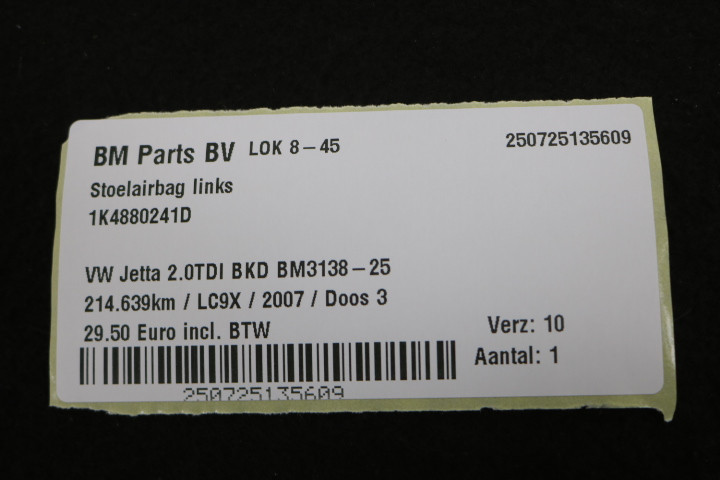 BM Parts BV LOK 8-45 250725135609
Stoelairbag links
1K4880241D
VW Jetta 2.0TDI BKD BM3138-25
214.639km / LC9X / 2007 / Doos 3
29.50 Euro incl. BTW Verz: 10
Aantal: 1
250725135609